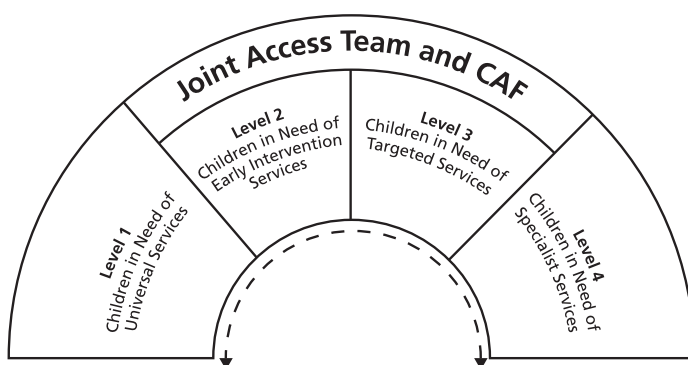 Joint Access Team and CAF
Level 1
Children in Need of
Universal Services
Level 2
Children in Need of
Early Intervention
Services
Level 3
Children in Need of
Targeted Services
Level 4
Children in Need of
Specialist Services